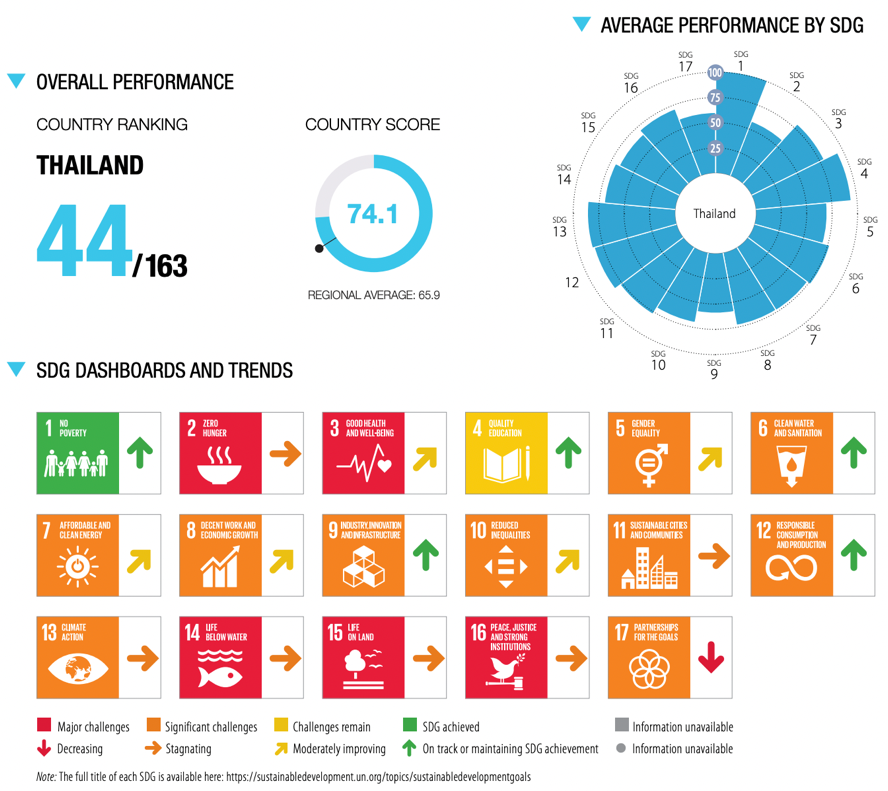 OVERALL PERFORMANCE
COUNTRY RANKING
THAILAND
44/163
COUNTRY SCORE
74.1
REGIONAL AVERAGE: 65.9
AVERAGE PERFORMANCE BY SDG
SDG
1
SDG
2
SDG
3
SDG
4
SDG
5
SDG
6
SDG
7
SDG
8
SDG
9
SDG
10
SDG
11
12
SDG
13
SDG
14
SDG
15
SDG
16
SDG
17
100
75
50
25
Thailand
SDG DASHBOARDS AND TRENDS
1 NO
POVERTY
2 ZERO
HUNGER
3 GOOD HEALTH
AND WELL-BEING
4 QUALITY
EDUCATION
5 GENDER
EQUALITY
6 CLEAN WATER
AND SANITATION
7 AFFORDABLE AND
CLEAN ENERGY
8 DECENT WORK AND
ECONOMIC GROWTH
9 INDUSTRY, INNOVATION
AND INFRASTRUCTURE
10 REDUCED
INEQUALITIES
11 SUSTAINABLE CITIES
AND COMMUNITIES
12 RESPONSIBLE
CONSUMPTION
AND PRODUCTION
13 CLIMATE
ACTION
14 LIFE
BELOW WATER
15 LIFE
ON LAND
16 PEACE, JUSTICE
AND STRONG
INSTITUTIONS
17 PARTNERSHIPS
FOR THE GOALS
Major challenges
Significant challenges
Challenges remain
SDG achieved
Information unavailable
Decreasing
Stagnating
Moderately improving
On track or maintaining SDG achievement
Information unavailable
Note: The full title of each SDG is available here: https://sustainabledevelopment.un.org/topics/sustainabledevelopmentgoals